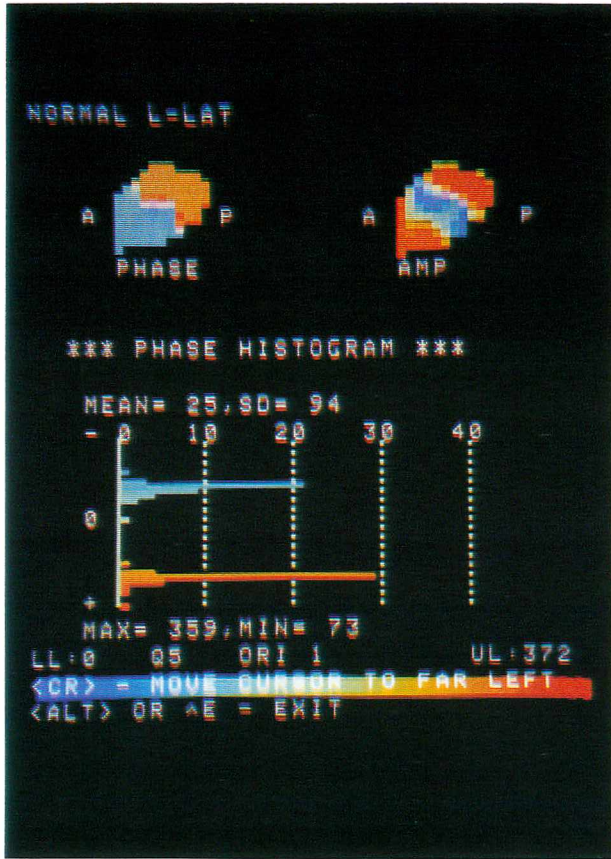 NORMAL L=LAT
A P A P
PHASE AMP
*** PHASE HISTOGRAM ***
MEAN= 25,SD= 94
- 0 10 20 30 40
0
+
MAX= 359,MIN= 73
LL:0 Q5 ORI 1 UL:372
<CR> = MOVE CURSOR TO FAR LEFT
<ALT> OR ^E = EXIT